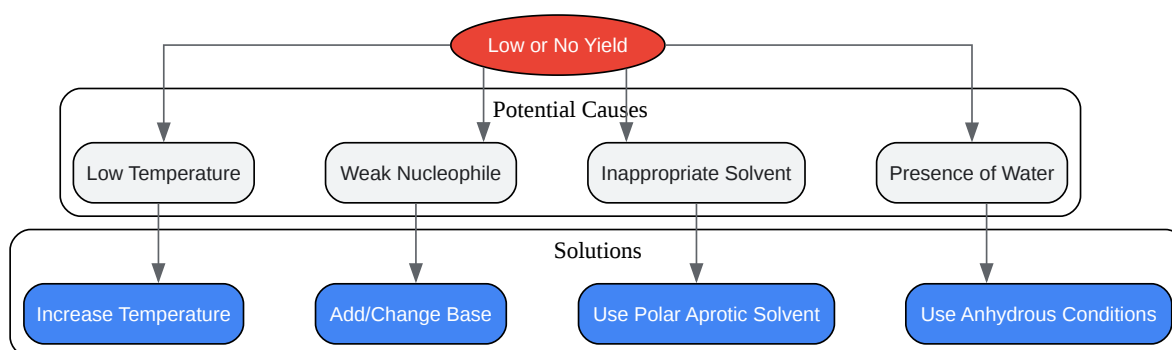 Low or No Yield
Potential Causes
Low Temperature
Weak Nucleophile
Inappropriate Solvent
Presence of Water
Solutions
Increase Temperature
Add/Change Base
Use Polar Aprotic Solvent
Use Anhydrous Conditions